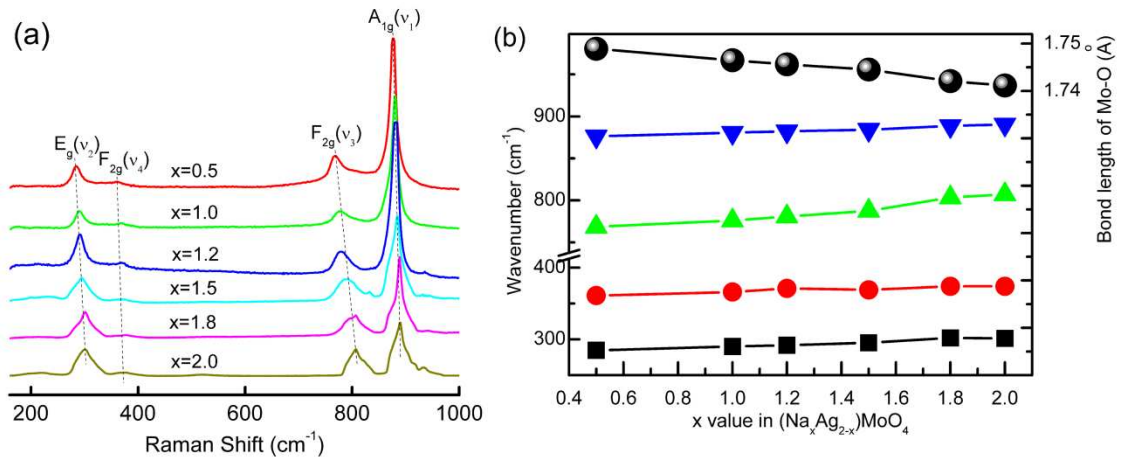 (a)
A₁g(ν₁)
E_g(ν₂)
F₂g(ν₄)
F₂g(ν₃)
x=0.5
x=1.0
x=1.2
x=1.5
x=1.8
x=2.0
200 400 600 800 1000
Raman Shift (cm⁻¹)
(b)
Wavenumber (cm⁻¹)
900
800
400
300
1.75
1.74
Bond length of Mo-O (Å)
0.4 0.6 0.8 1.0 1.2 1.4 1.6 1.8 2.0
x value in (NaₓAg₂₋ₓ)MoO₄